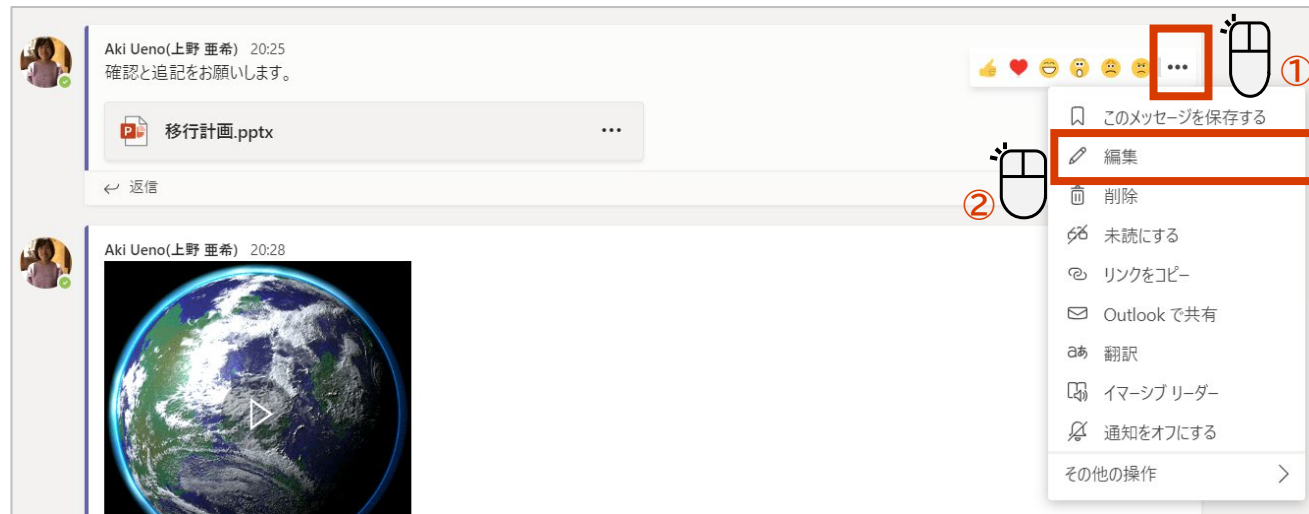 Aki Ueno(上野 亜希) 20:25
確認と追記をお願いします。
①
移行計画.pptx
返信
このメッセージを保存する
編集
②
削除
未読にする
リンクをコピー
Outlook で共有
aあ 翻訳
イマーシブ リーダー
通知をオフにする
その他の操作
Aki Ueno(上野 亜希) 20:28